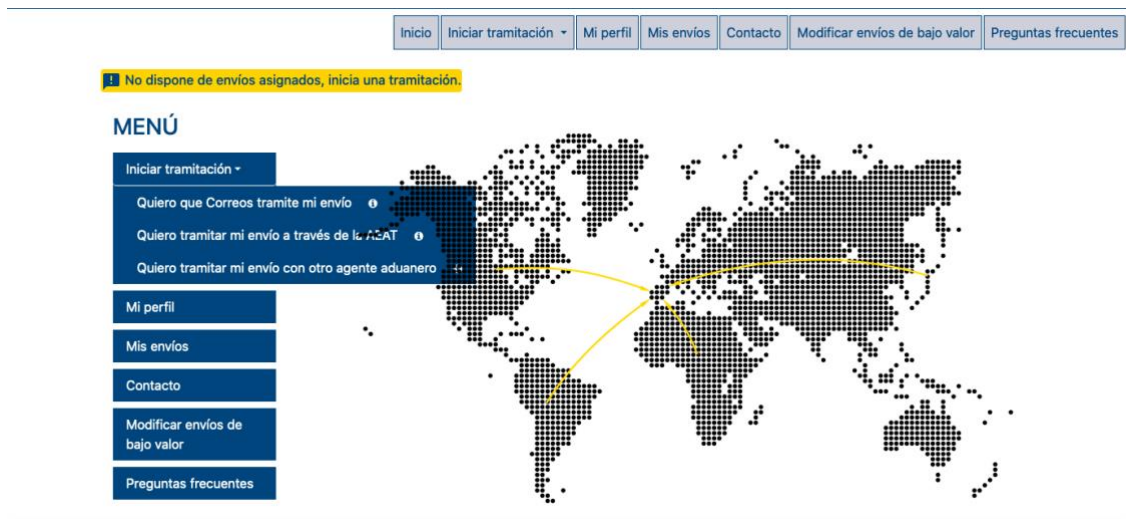 Inicio Iniciar tramitación Mi perfil Mis envíos Contacto Modificar envíos de bajo valor Preguntas frecuentes
No dispone de envíos asignados, inicia una tramitación.
MENÚ
Iniciar tramitación
Quiero que Correos tramite mi envío
Quiero tramitar mi envío a través de la AEAT
Quiero tramitar mi envío con otro agente aduanero
Mi perfil
Mis envíos
Contacto
Modificar envíos de
bajo valor
Preguntas frecuentes